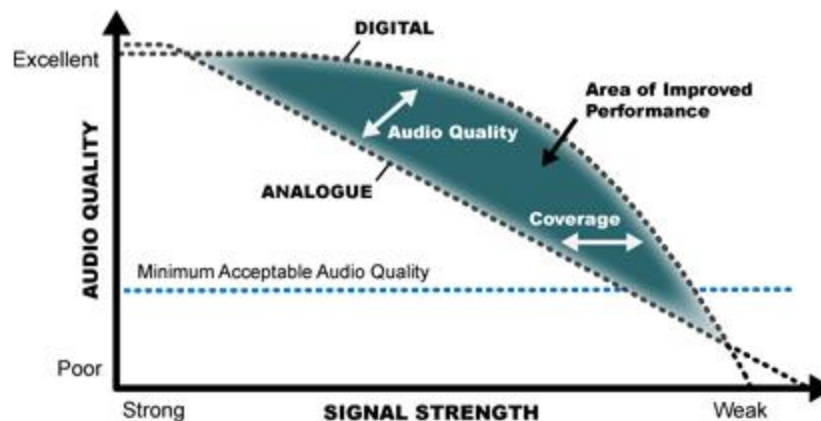 DIGITAL
Excellent
Area of Improved
Performance
Audio Quality
ANALOGUE
Coverage
AUDIO QUALITY
Minimum Acceptable Audio Quality
Poor
Strong
SIGNAL STRENGTH
Weak